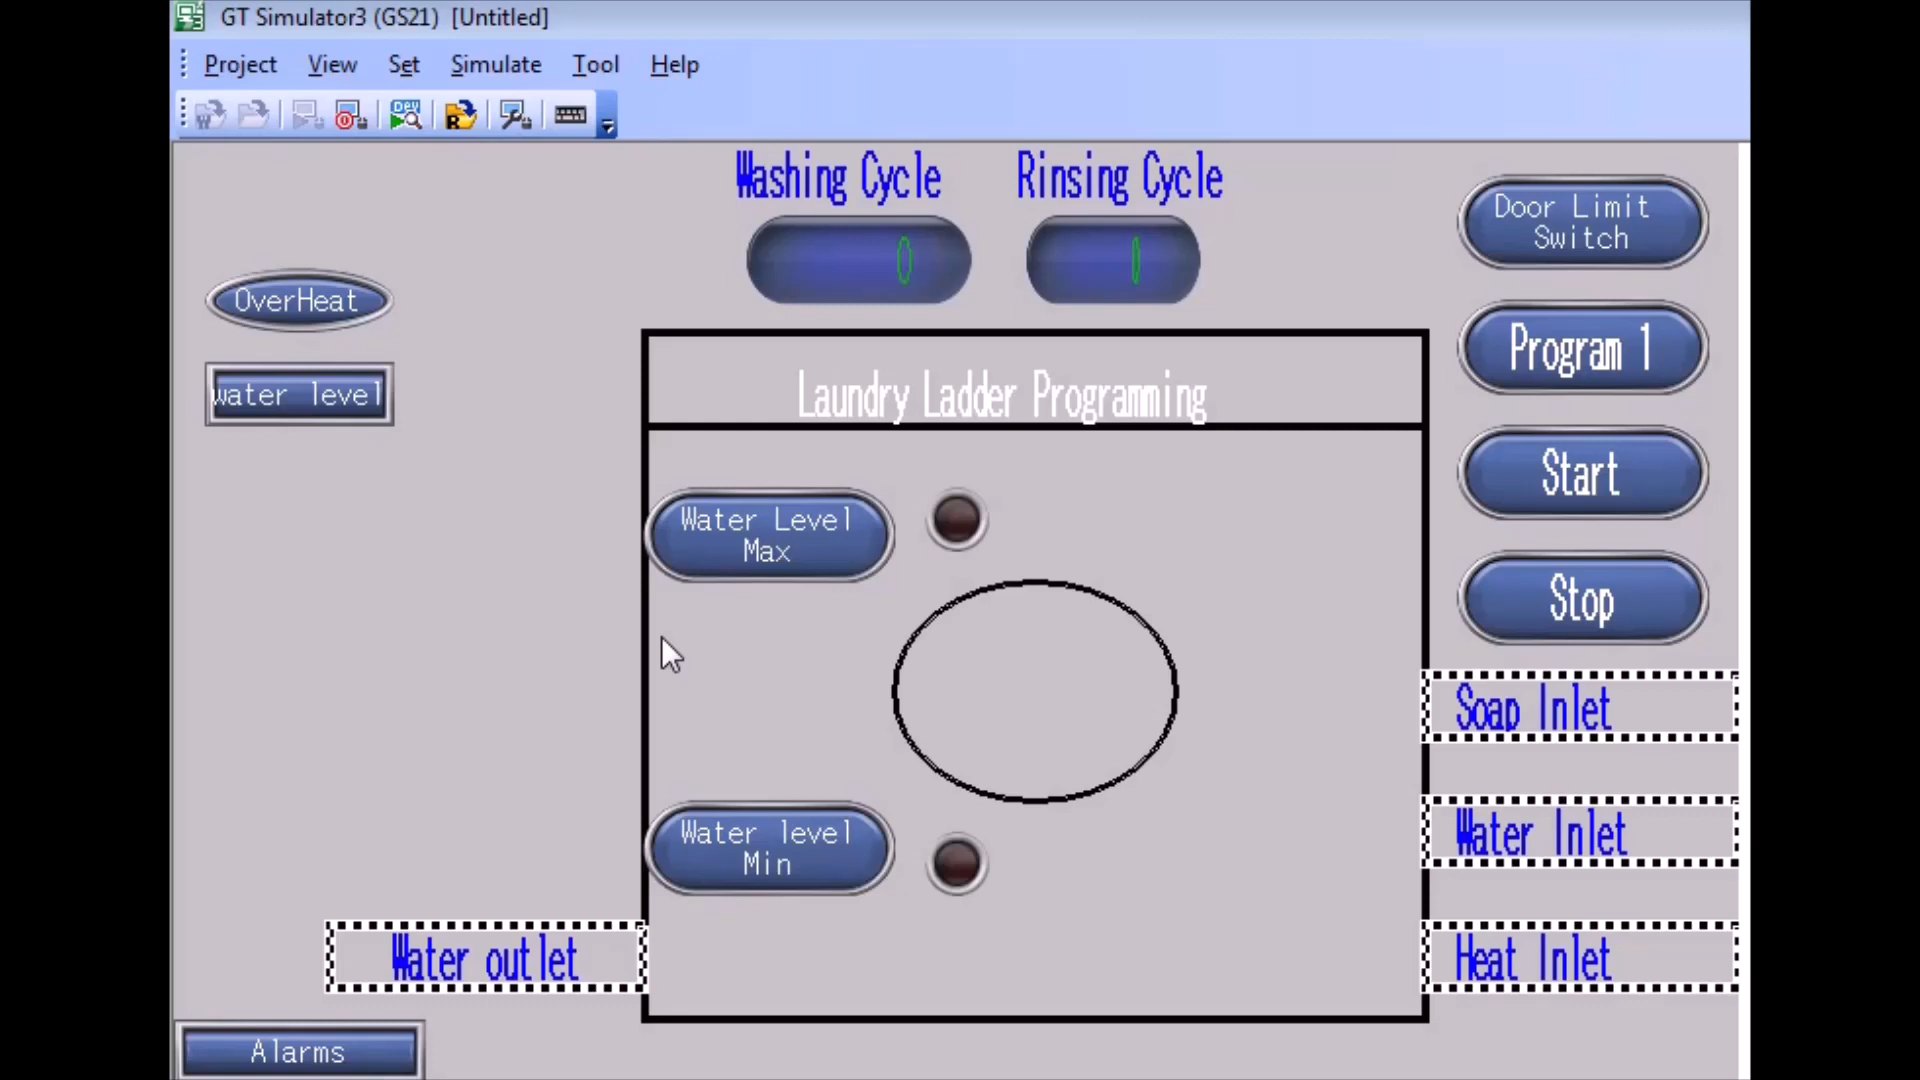 GT Simulator3 (GS21) [Untitled]
Project View Set Simulate Tool Help
Washing Cycle
Rinsing Cycle
0
0
Door Limit
Switch
OverHeat
Program 1
water level
Laundry Ladder Programming
Start
Water Level
Max
Stop
Soap Inlet
Water level
Min
Water Inlet
Water outlet
Heat Inlet
Alarms